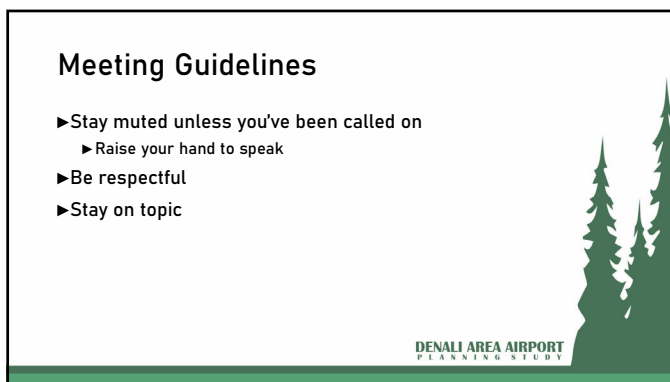 Meeting Guidelines
►Stay muted unless you've been called on
►Raise your hand to speak
►Be respectful
►Stay on topic
DENALI AREA AIRPORT
PLANNING STUDY